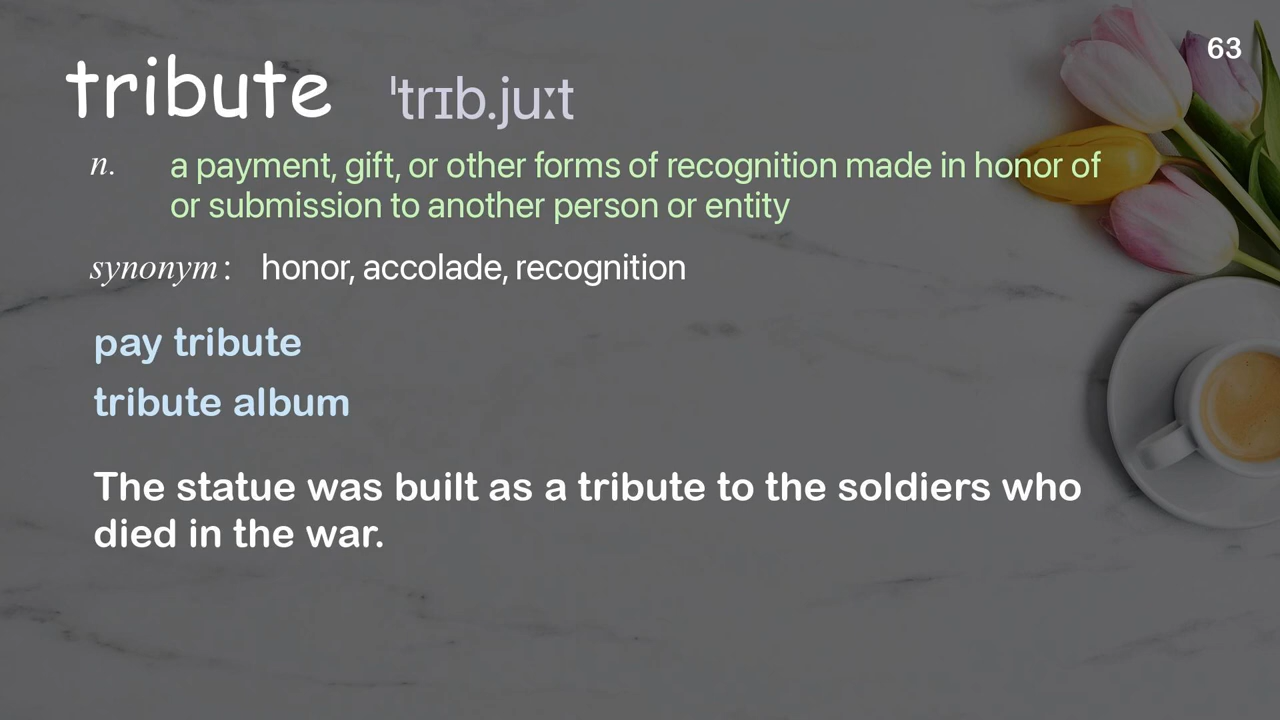 63
tribute ˈtrɪb.juːt
n. a payment, gift, or other forms of recognition made in honor of
or submission to another person or entity
synonym: honor, accolade, recognition
pay tribute
tribute album
The statue was built as a tribute to the soldiers who
died in the war.